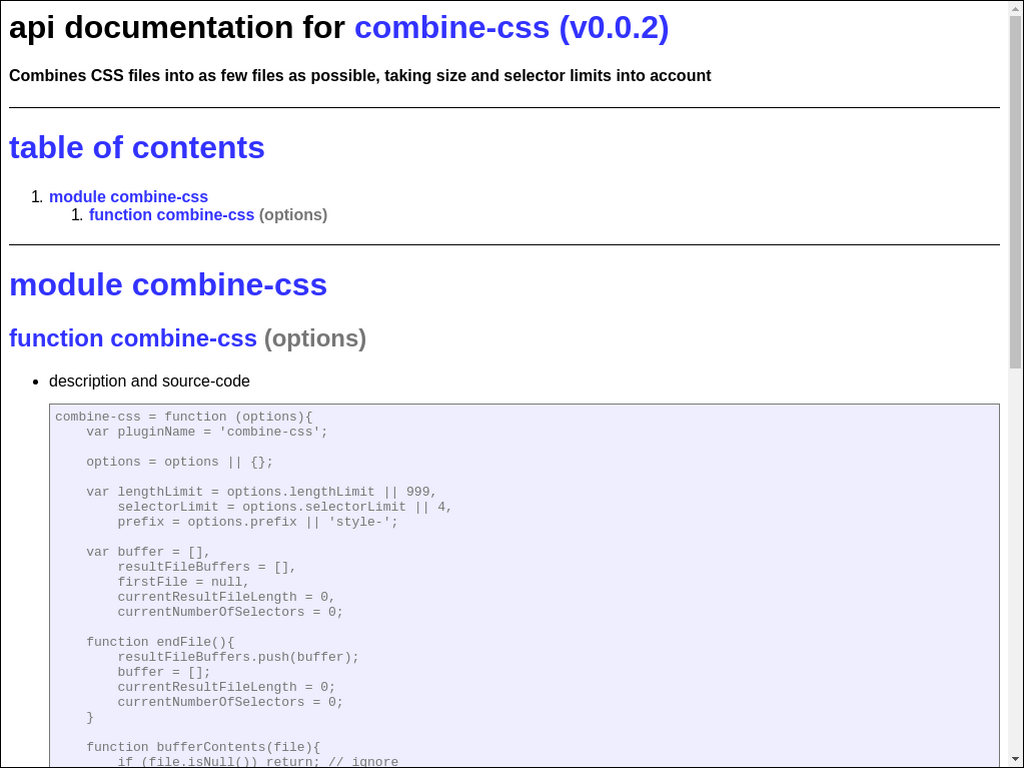 api documentation for combine-css (v0.0.2)
Combines CSS files into as few files as possible, taking size and selector limits into account
table of contents
1. module combine-css
1. function combine-css (options)
module combine-css
function combine-css (options)
• description and source-code
combine-css = function (options){
    var pluginName = 'combine-css';

    options = options || {};

    var lengthLimit = options.lengthLimit || 999,
        selectorLimit = options.selectorLimit || 4,
        prefix = options.prefix || 'style-';

    var buffer = [],
        resultFileBuffers = [],
        firstFile = null,
        currentResultFileLength = 0,
        currentNumberOfSelectors = 0;

    function endFile(){
        resultFileBuffers.push(buffer);
        buffer = [];
        currentResultFileLength = 0;
        currentNumberOfSelectors = 0;
    }

    function bufferContents(file){
        if (file.isNull()) return; // ignore